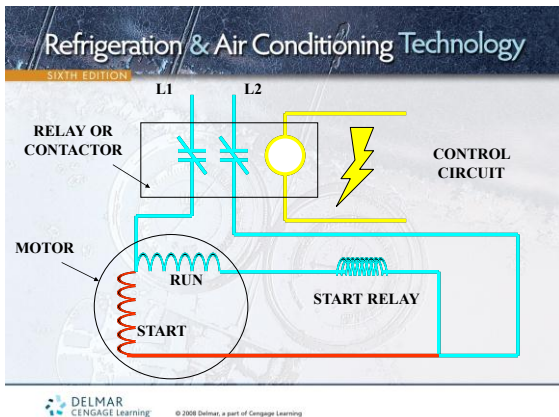 Refrigeration & Air Conditioning Technology
SIXTH EDITION
L1 L2
RELAY OR
CONTACTOR
CONTROL
CIRCUIT
MOTOR
RUN
START RELAY
START
DELMAR
CENGAGE Learning
© 2008 Delmar, a part of Cengage Learning